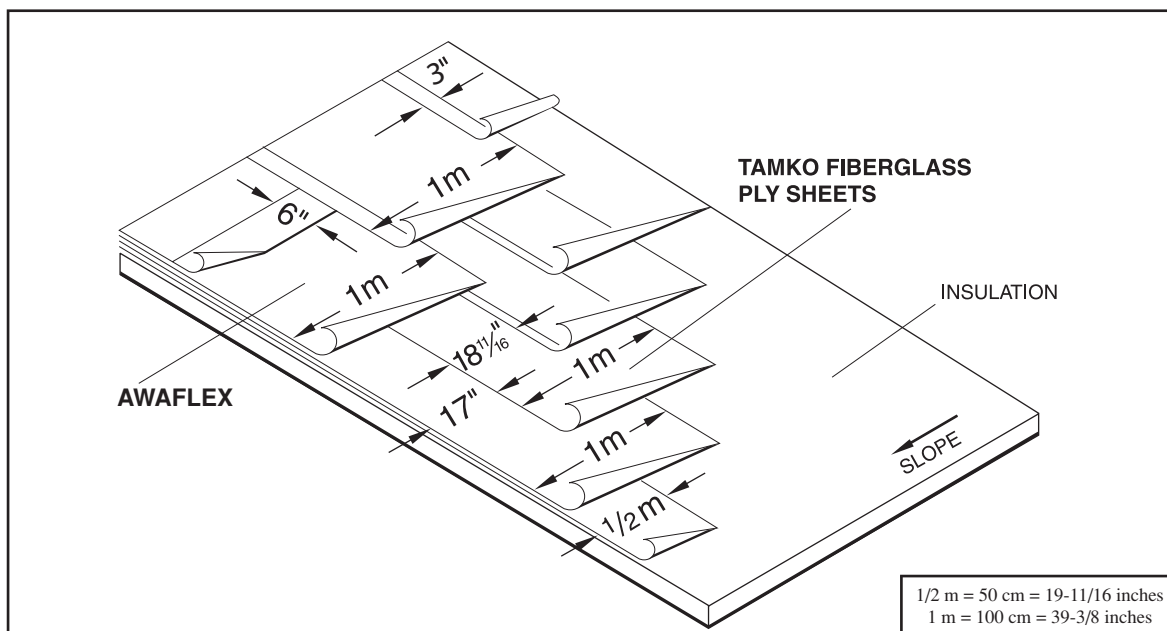 3"
1m
TAMKO FIBERGLASS
PLY SHEETS
6"
1m
INSULATION
18 11/16"
1m
AWAFLEX
17"
1m
SLOPE
1/2 m
1/2 m = 50 cm = 19-11/16 inches
1 m = 100 cm = 39-3/8 inches